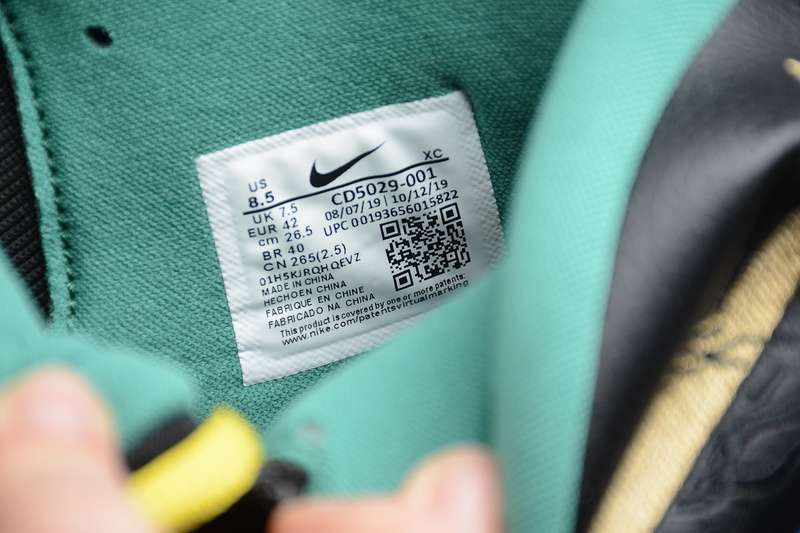 XC
US
8.5
CD5029-001
UK 7.5
08/07/19 | 10/12/19
EUR 42
UPC 00193656015822
cm 26.5
BR 40
CN 265(2.5)
01H5KJRQHQEVZ
MADE IN CHINA
HECHO EN CHINA
FABRIQUE EN CHINE
FABRICADO NA CHINA
This product is covered by one or more patents:
www.nike.com/patentsvirtualmarking